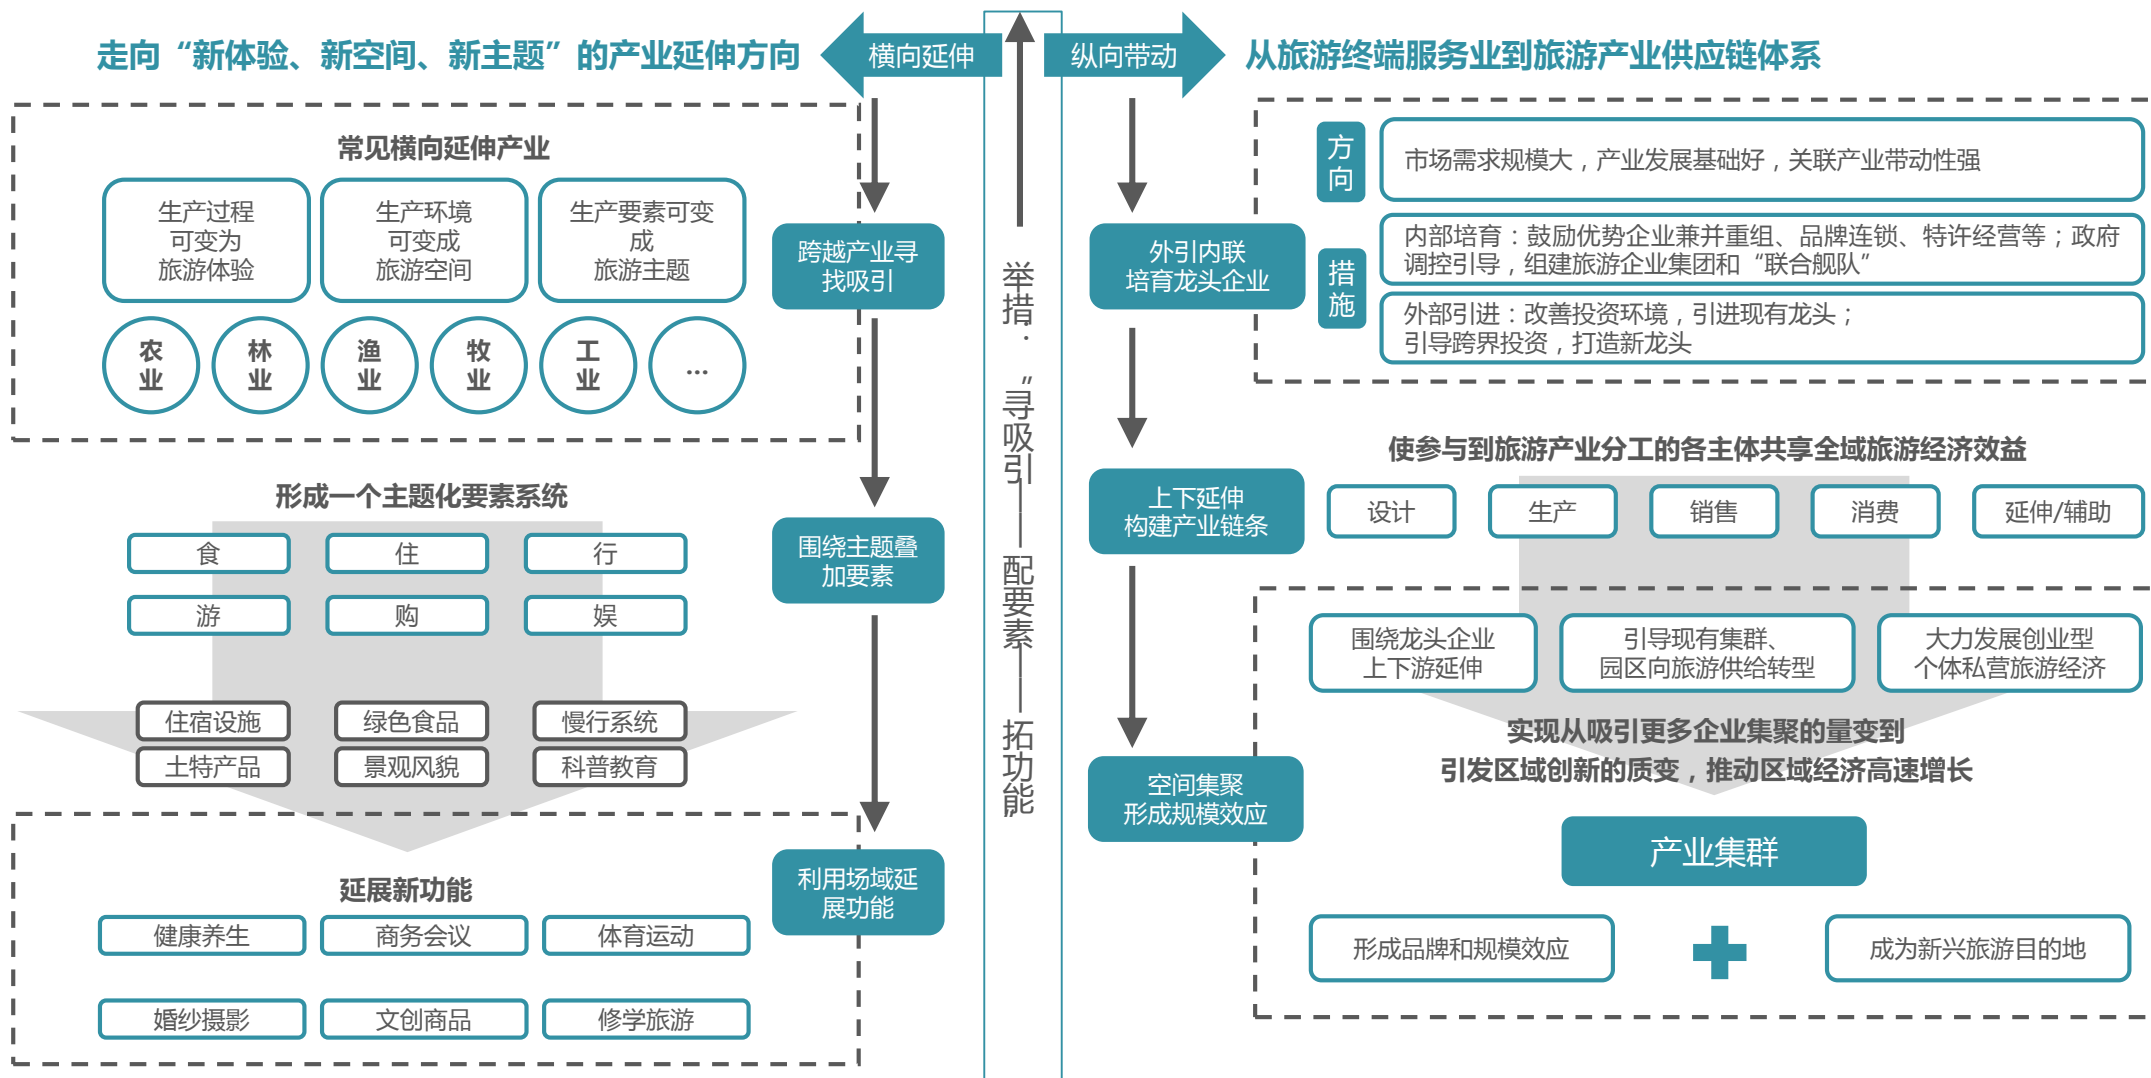 走向“新体验、新空间、新主题”的产业延伸方向
横向延伸
纵向带动
从旅游终端服务业到旅游产业供应链体系
常见横向延伸产业
生产过程
可变为
旅游体验
生产环境
可变成
旅游空间
生产要素可变
成
旅游主题
农
业
林
业
渔
业
牧
业
工
业
...
跨越产业寻
找吸引
形成一个主题化要素系统
食
住
行
游
购
娱
住宿设施
绿色食品
慢行系统
土特产品
景观风貌
科普教育
围绕主题叠
加要素
延展新功能
健康养生
商务会议
体育运动
婚纱摄影
文创商品
修学旅游
利用场域延
展功能
举措：“寻吸引——配要素——拓功能”
外引内联
培育龙头企业
方
向
市场需求规模大，产业发展基础好，关联产业带动性强
措
施
内部培育：鼓励优势企业兼并重组、品牌连锁、特许经营等；政府
调控引导，组建旅游企业集团和“联合舰队”
外部引进：改善投资环境，引进现有龙头；
引导跨界投资，打造新龙头
使参与到旅游产业分工的各主体共享全域旅游经济效益
上下延伸
构建产业链条
设计
生产
销售
消费
延伸/辅助
围绕龙头企业
上下游延伸
引导现有集群、
园区向旅游供给转型
大力发展创业型
个体私营旅游经济
空间集聚
形成规模效应
实现从吸引更多企业集聚的量变到
引发区域创新的质变，推动区域经济高速增长
产业集群
形成品牌和规模效应
成为新兴旅游目的地